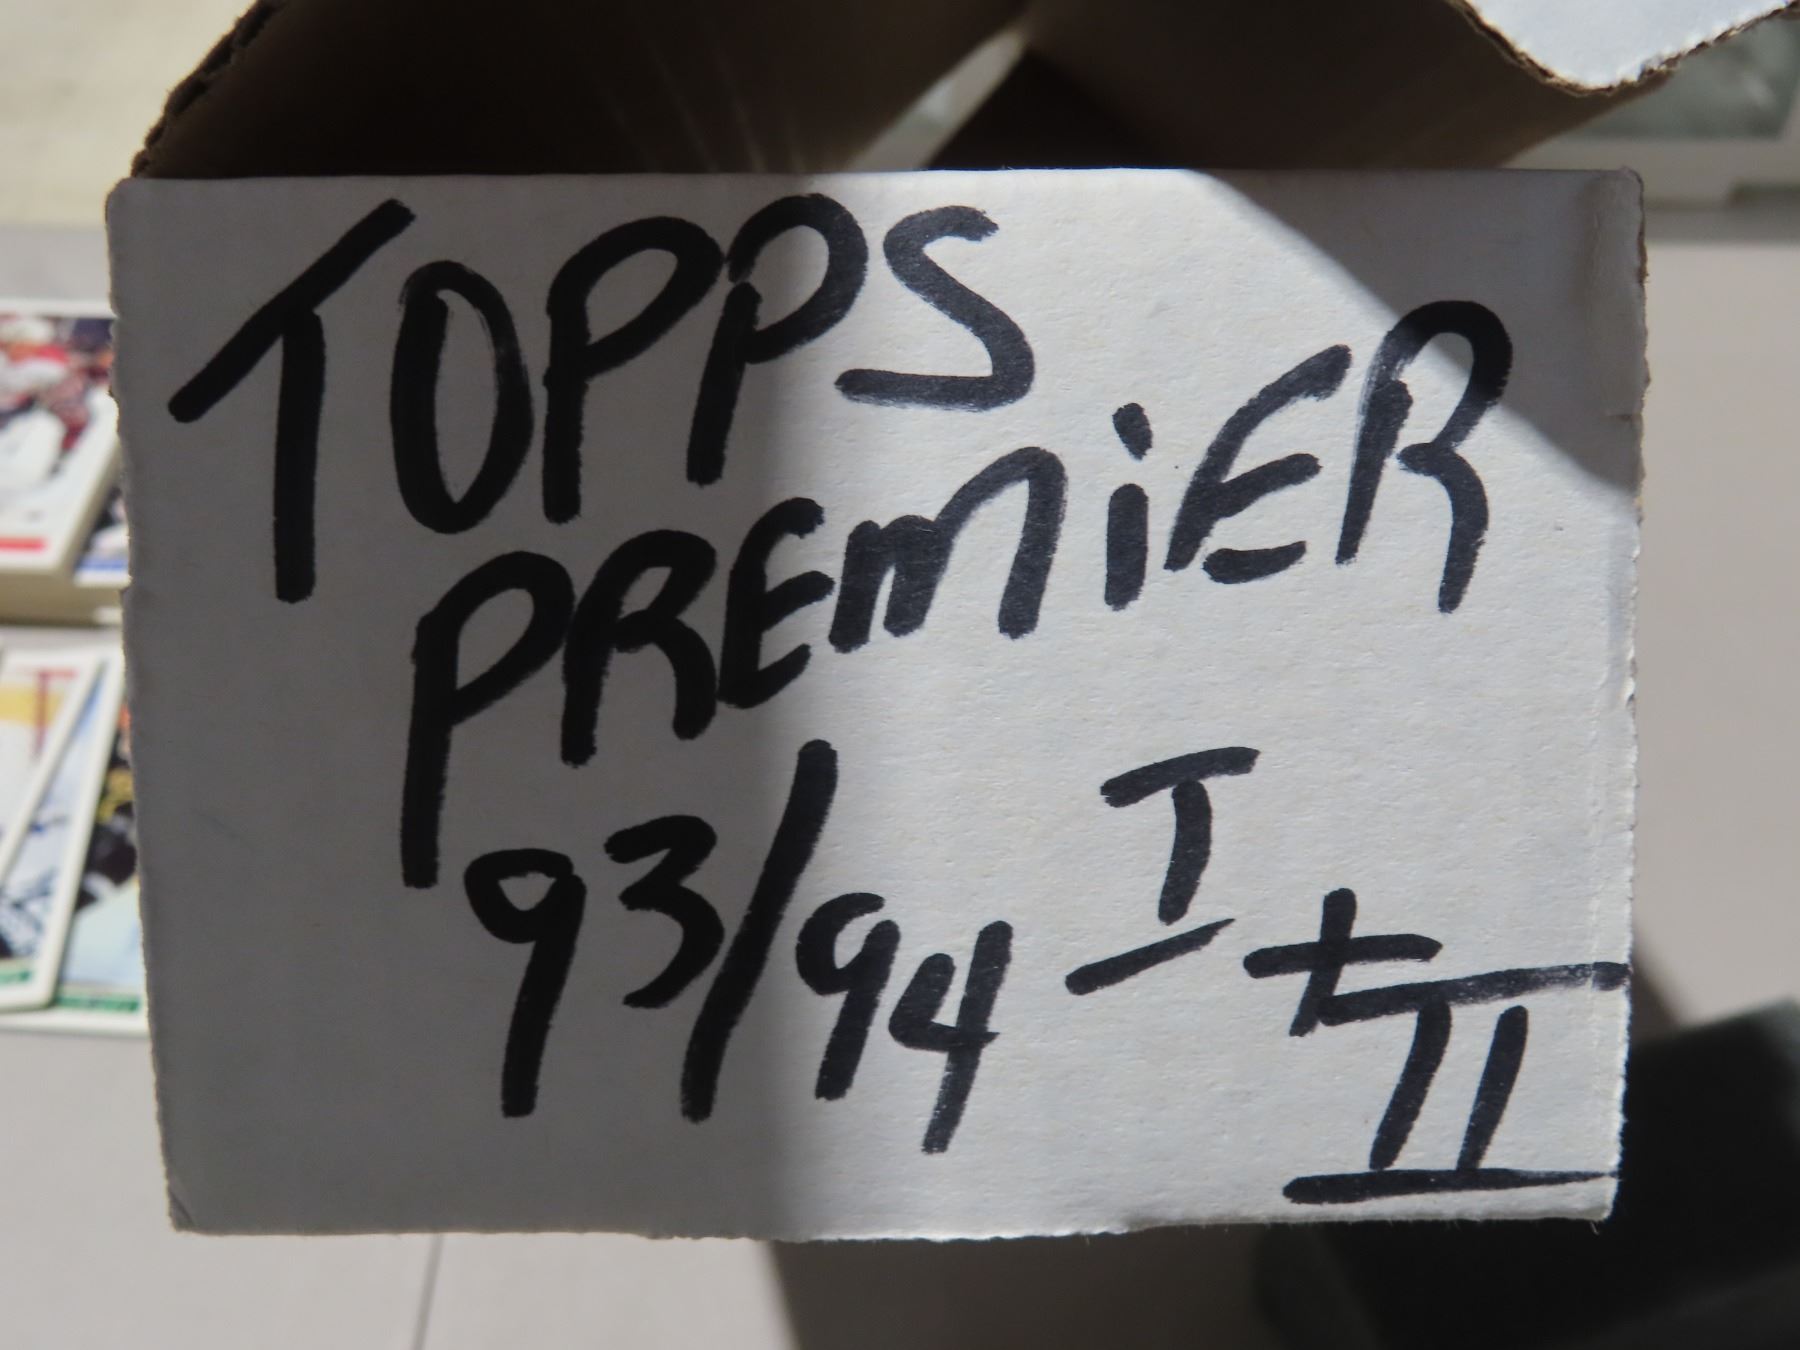 TOPPS
PREMiER
93/94 I + II